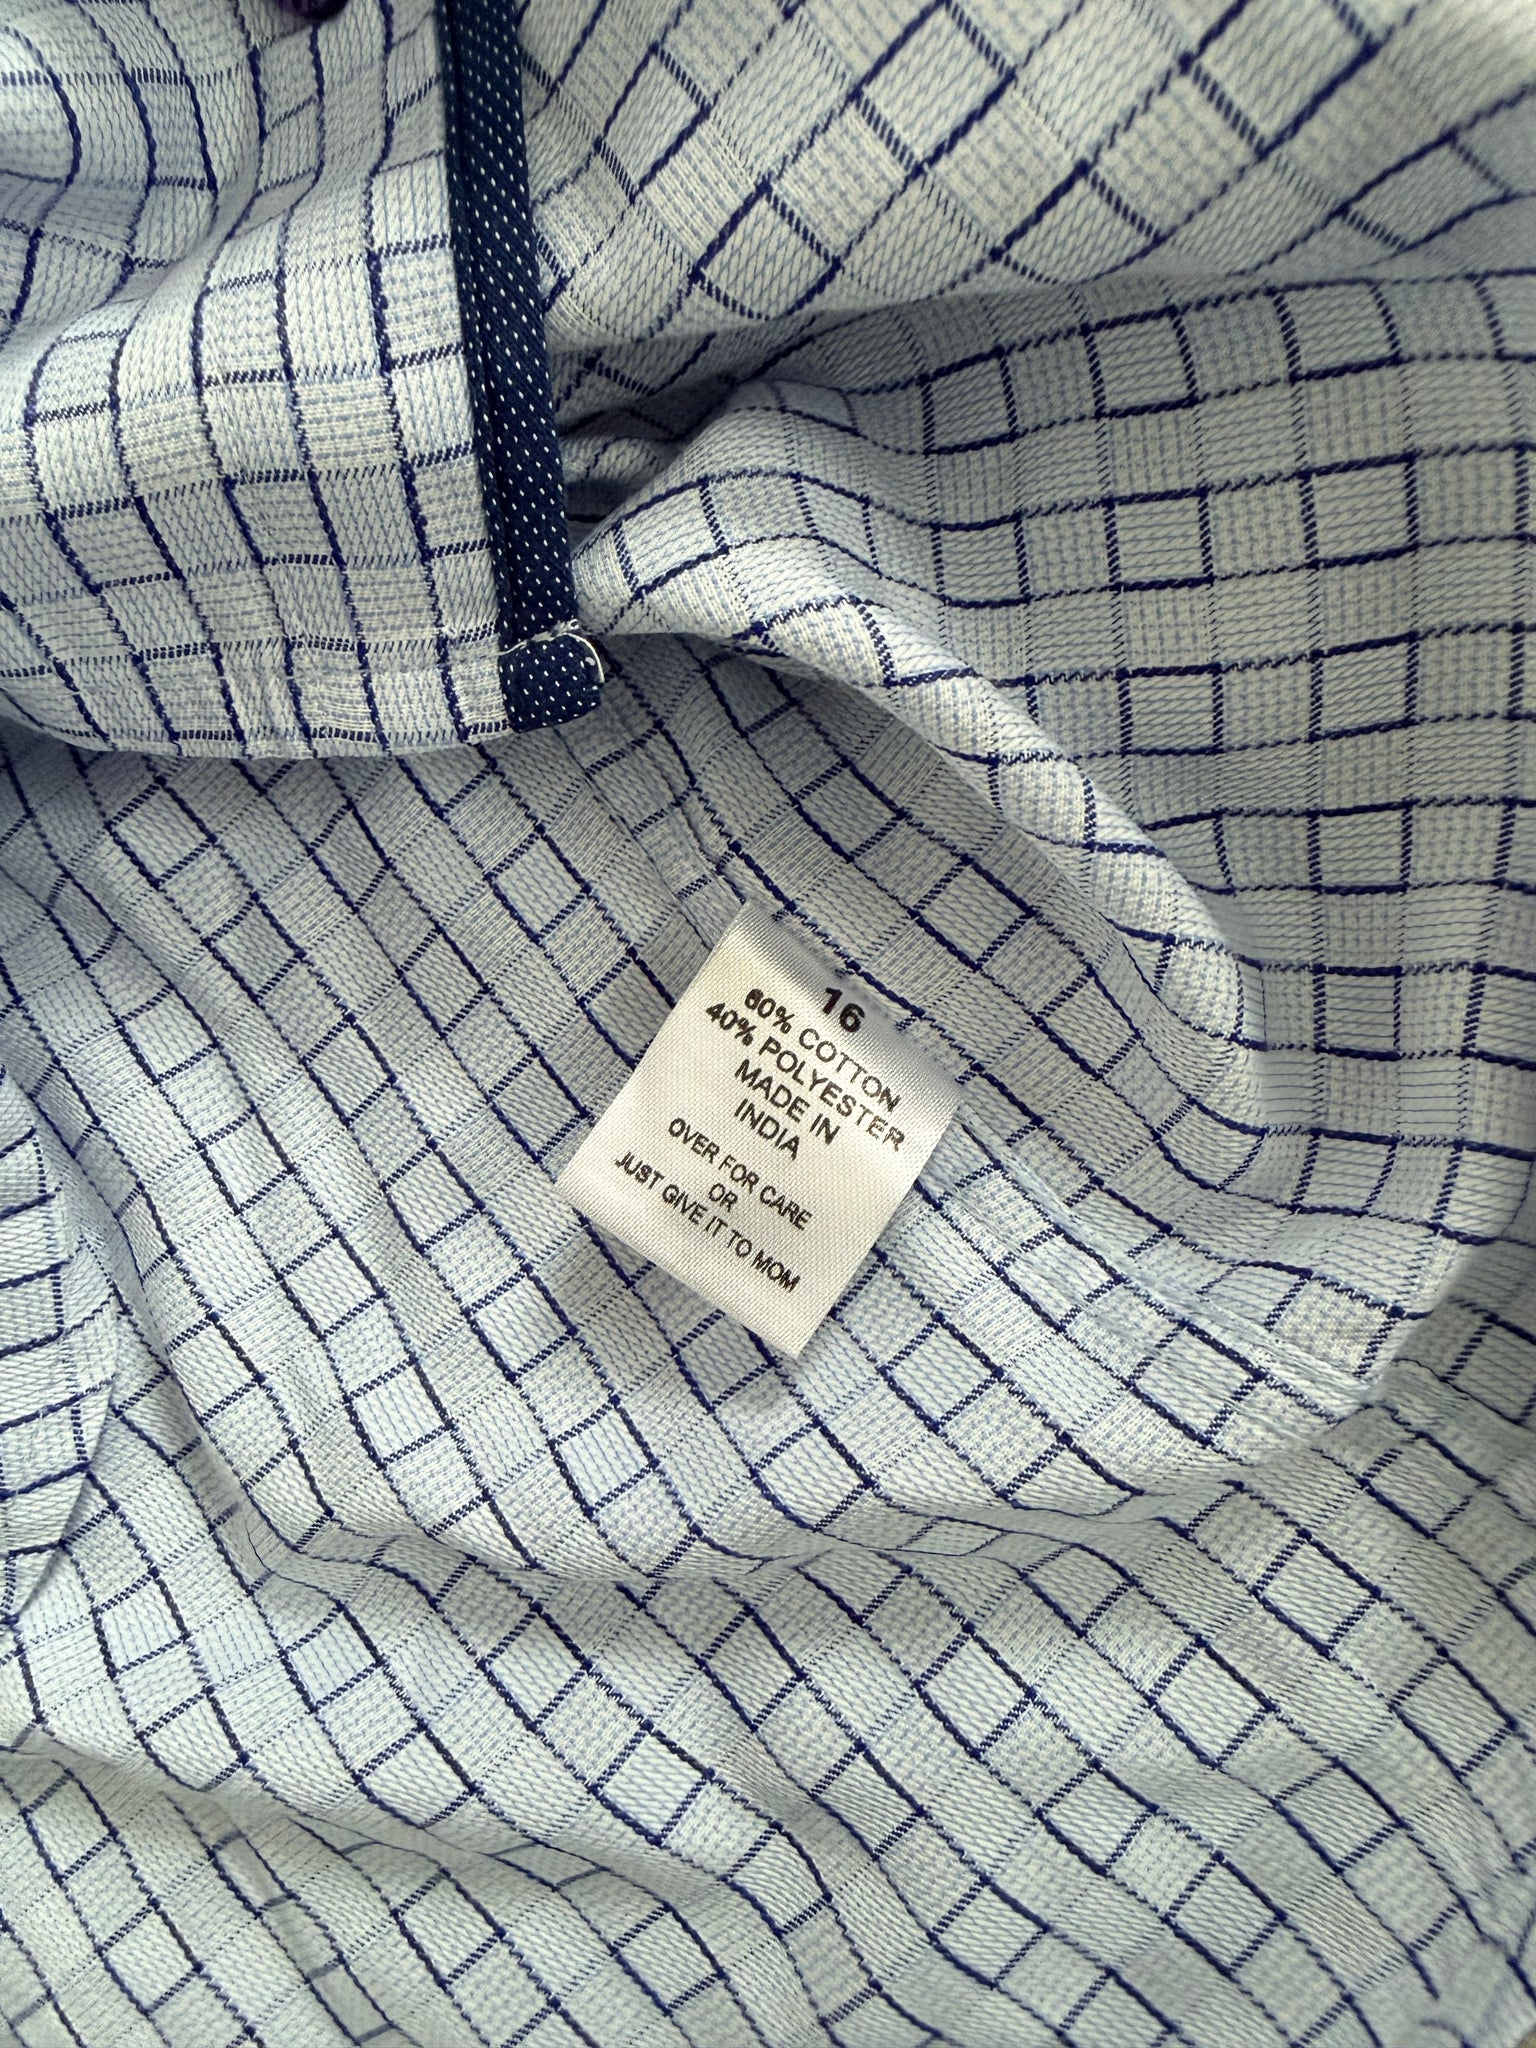 16
60% COTTON
40% POLYESTER
MADE IN
INDIA
OVER FOR CARE
OR
JUST GIVE IT TO MOM